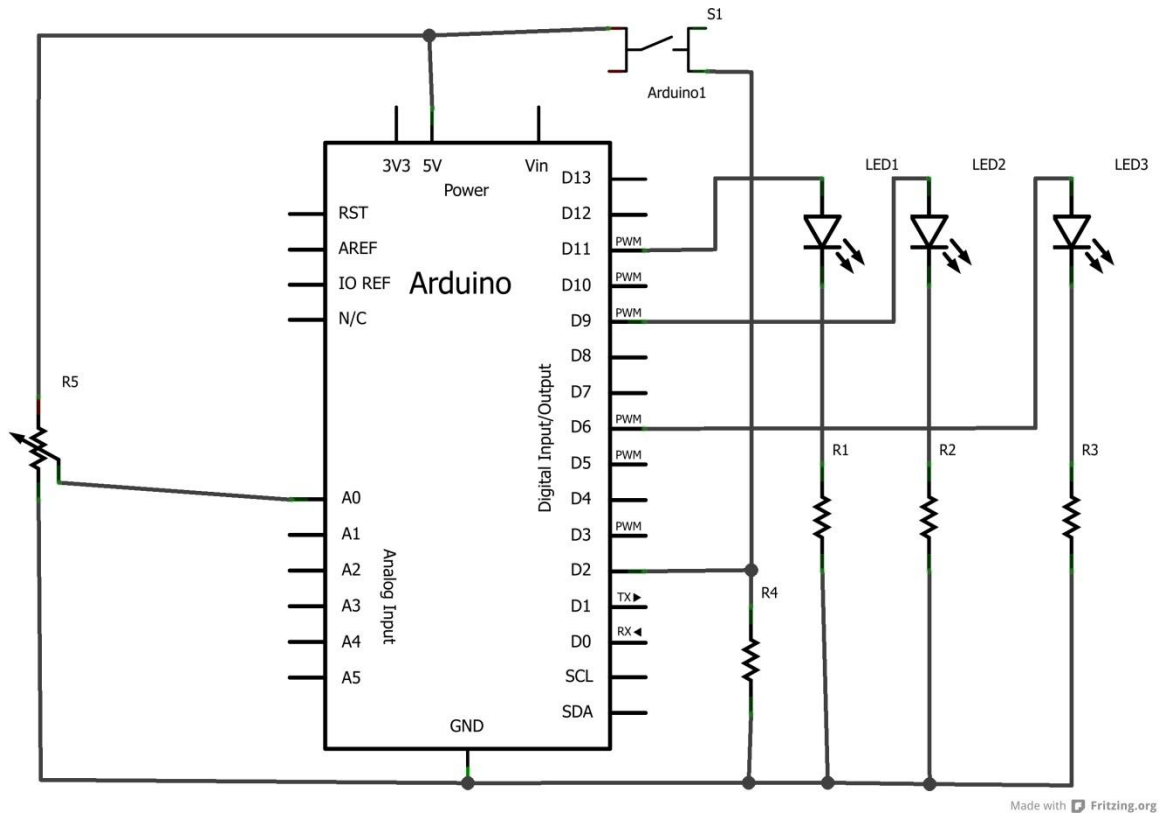 S1
Arduino1
3V3 5V Vin
Power
LED1 LED2 LED3
D13
RST
D12
AREF
D11 PWM
IO REF
Arduino
D10 PWM
N/C
D9 PWM
D8
R5
D7
Digital Input/Output
D6 PWM
R1 R2 R3
D5 PWM
A0
D4
A1
D3 PWM
A2
D2
Analog Input
R4
A3
D1 TX▶
A4
D0 RX◀
A5
SCL
SDA
GND
Made with Fritzing.org